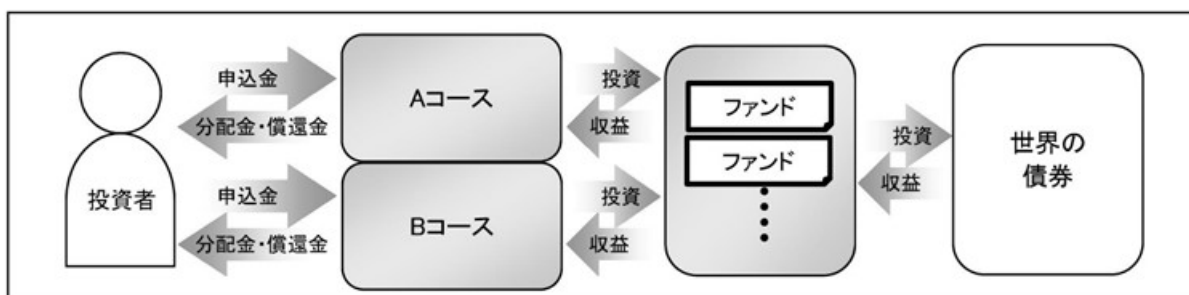 投資者
申込金
分配金・償還金
申込金
分配金・償還金
Aコース
Bコース
投資
収益
投資
収益
ファンド
ファンド
投資
収益
世界の
債券